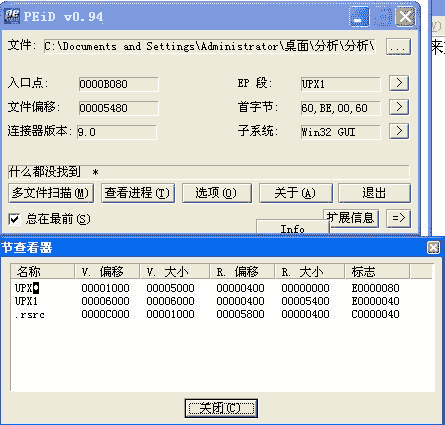 PEiD v0.94
文件: C:\Documents and Settings\Administrator\桌面\分析\分析\ ...
入口点: 0000B080 EP 段: UPX1 >
文件偏移: 00005480 首字节: 60,BE,00,60 >
连接器版本: 9.0 子系统: Win32 GUI >
什么都没找到 *
多文件扫描(M) 查看进程(T) 选项(O) 关于(A) 退出
总在最前(S) 扩展信息 =>
Info
节查看器
名称 V. 偏移 V. 大小 R. 偏移 R. 大小 标志
UPX 00001000 00005000 00000400 00000000 E0000080
UPX1 00006000 00006000 00000400 00005400 E0000040
.rsrc 0000C000 00001000 00005800 00000400 C0000040
关闭(C)